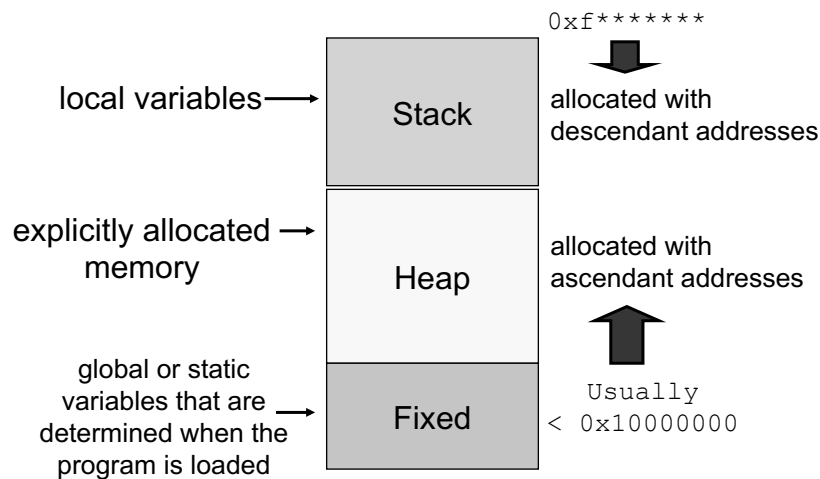 0xf*******
local variables
Stack
allocated with
descendant addresses
explicitly allocated
memory
Heap
allocated with
ascendant addresses
global or static
variables that are
determined when the
program is loaded
Fixed
Usually
< 0x10000000